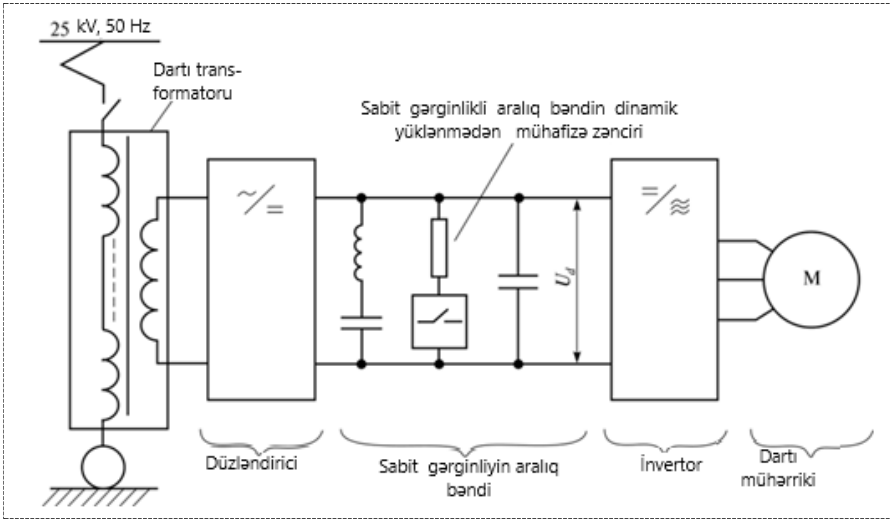 25 kV, 50 Hz
Dartı trans-
formatoru
Sabit gərginlikli aralıq bəndin dinamik
yüklənmədən mühafizə zənciri
~/=
=/≋
U_d
M
Düzləndirici
Sabit gərginliyin aralıq
bəndi
İnvertor
Dartı
mühərriki